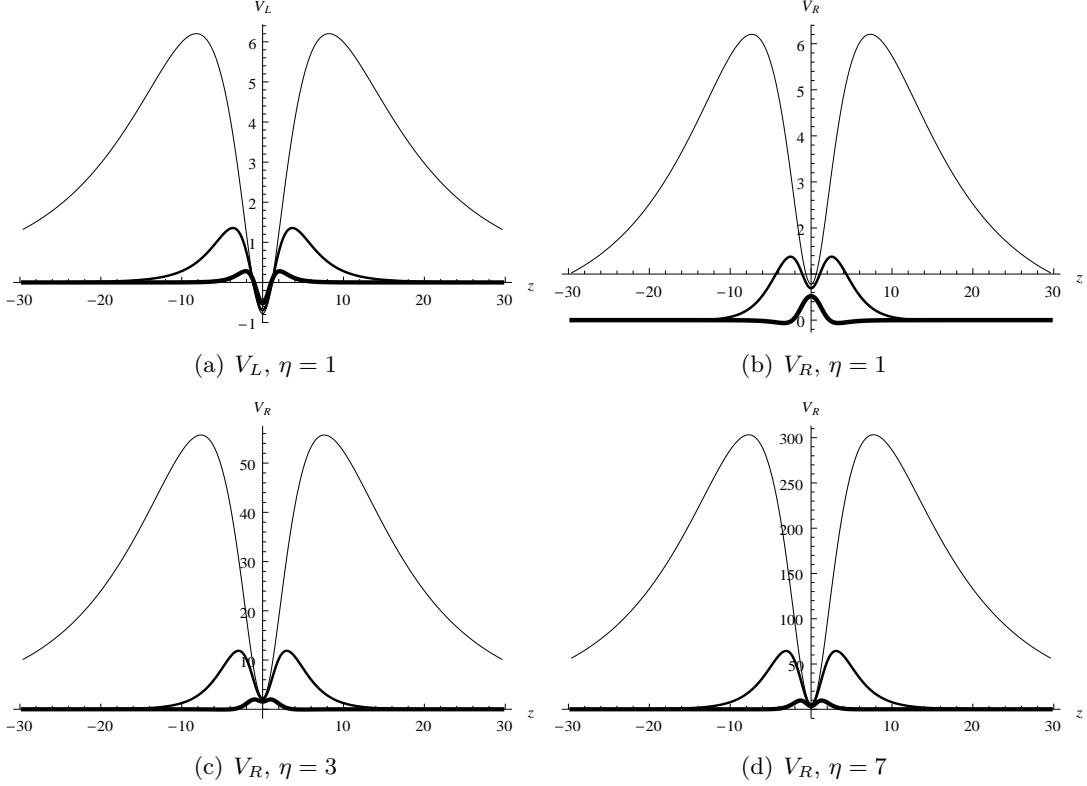 V_L
6
5
4
3
2
1
−1
−30 −20 −10 10 20 30 z
(a) V_L, η = 1
V_R
6
5
4
3
2
1
0
−30 −20 −10 10 20 30 z
(b) V_R, η = 1
V_R
50
40
30
20
10
−30 −20 −10 10 20 30 z
(c) V_R, η = 3
V_R
300
250
200
150
100
50
−30 −20 −10 10 20 30 z
(d) V_R, η = 7